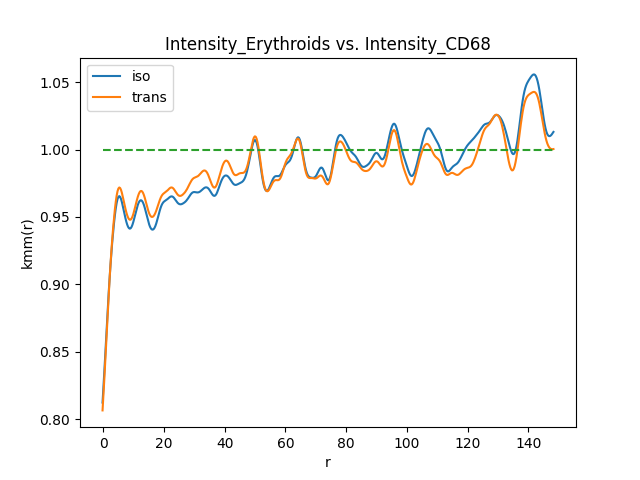 Intensity_Erythroids vs. Intensity_CD68
iso
trans
1.05
1.00
0.95
0.90
0.85
0.80
kmm(r)
0 20 40 60 80 100 120 140
r